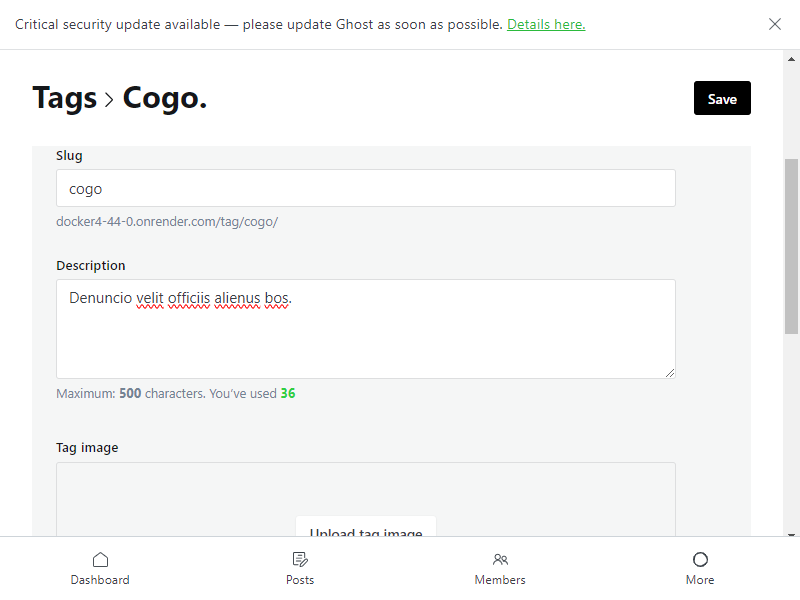 Critical security update available — please update Ghost as soon as possible. Details here.
Tags > Cogo.
Save
Slug
cogo
docker4-44-0.onrender.com/tag/cogo/
Description
Denuncio velit officiis alienus bos.
Maximum: 500 characters. You've used 36
Tag image
Upload tag image
Dashboard
Posts
Members
More